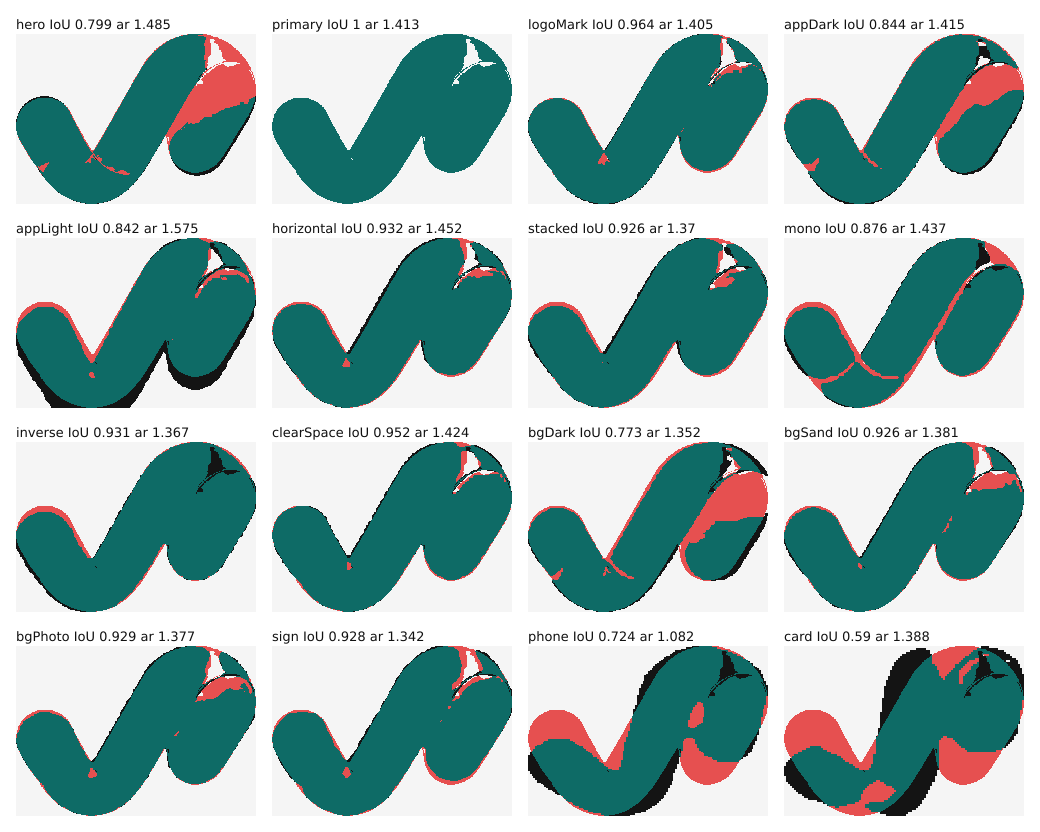 hero IoU 0.799 ar 1.485
primary IoU 1 ar 1.413
logoMark IoU 0.964 ar 1.405
appDark IoU 0.844 ar 1.415
appLight IoU 0.842 ar 1.575
horizontal IoU 0.932 ar 1.452
stacked IoU 0.926 ar 1.37
mono IoU 0.876 ar 1.437
inverse IoU 0.931 ar 1.367
clearSpace IoU 0.952 ar 1.424
bgDark IoU 0.773 ar 1.352
bgSand IoU 0.926 ar 1.381
bgPhoto IoU 0.929 ar 1.377
sign IoU 0.928 ar 1.342
phone IoU 0.724 ar 1.082
card IoU 0.59 ar 1.388